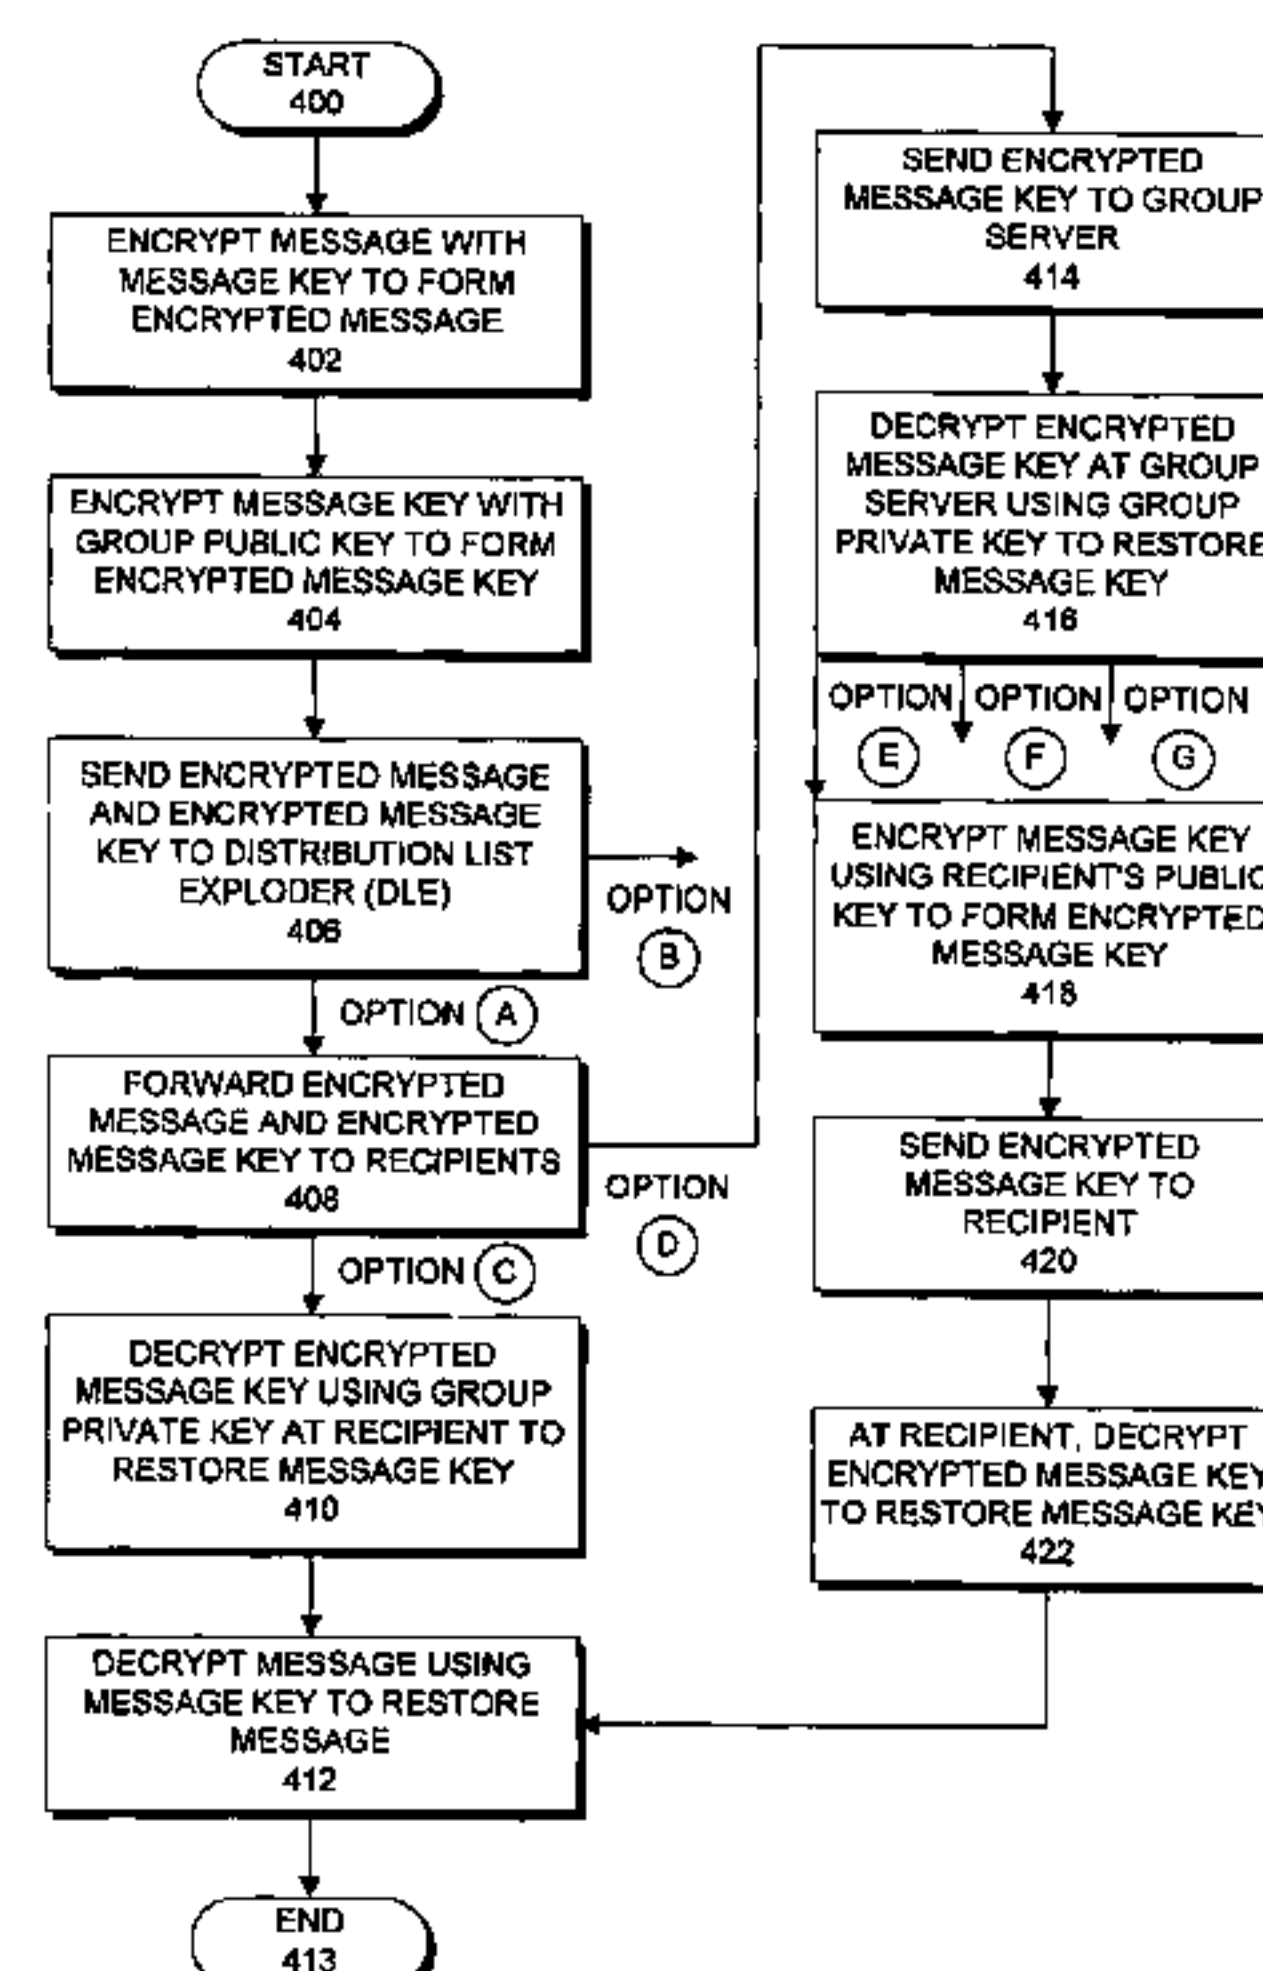 START
400
ENCRYPT MESSAGE WITH
MESSAGE KEY TO FORM
ENCRYPTED MESSAGE
402
ENCRYPT MESSAGE KEY WITH
GROUP PUBLIC KEY TO FORM
ENCRYPTED MESSAGE KEY
404
SEND ENCRYPTED MESSAGE
AND ENCRYPTED MESSAGE
KEY TO DISTRIBUTION LIST
EXPLODER (DLE)
406
OPTION
B
OPTION A
FORWARD ENCRYPTED
MESSAGE AND ENCRYPTED
MESSAGE KEY TO RECIPIENTS
408
OPTION
D
OPTION C
DECRYPT ENCRYPTED
MESSAGE KEY USING GROUP
PRIVATE KEY AT RECIPIENT TO
RESTORE MESSAGE KEY
410
DECRYPT MESSAGE USING
MESSAGE KEY TO RESTORE
MESSAGE
412
END
413
SEND ENCRYPTED
MESSAGE KEY TO GROUP
SERVER
414
DECRYPT ENCRYPTED
MESSAGE KEY AT GROUP
SERVER USING GROUP
PRIVATE KEY TO RESTORE
MESSAGE KEY
416
OPTION OPTION OPTION
E F G
ENCRYPT MESSAGE KEY
USING RECIPIENT'S PUBLIC
KEY TO FORM ENCRYPTED
MESSAGE KEY
418
SEND ENCRYPTED
MESSAGE KEY TO
RECIPIENT
420
AT RECIPIENT, DECRYPT
ENCRYPTED MESSAGE KEY
TO RESTORE MESSAGE KEY
422